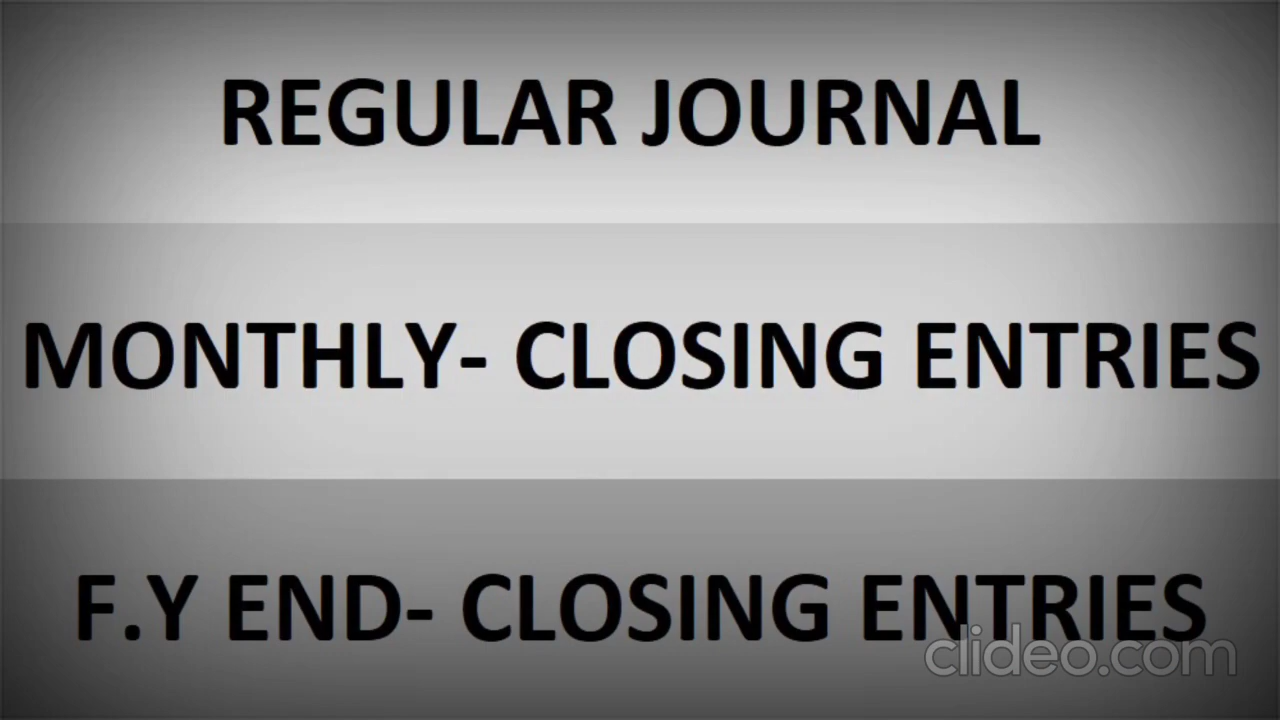 REGULAR JOURNAL
MONTHLY- CLOSING ENTRIES
F.Y END- CLOSING ENTRIES
clideo.com